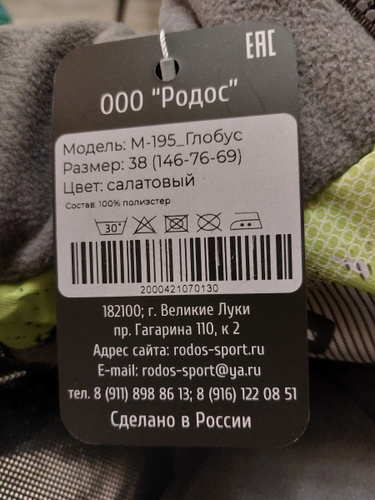 EAC
ООО "Родос"
Модель: М-195_Глобус
Размер: 38 (146-76-69)
Цвет: салатовый
Состав: 100% полиэстер
30°
2000421070130
182100; г. Великие Луки
пр. Гагарина 110, к 2
Адрес сайта: rodos-sport.ru
E-mail: rodos-sport@ya.ru
тел. 8 (911) 898 86 13; 8 (916) 122 08 51
Сделано в России